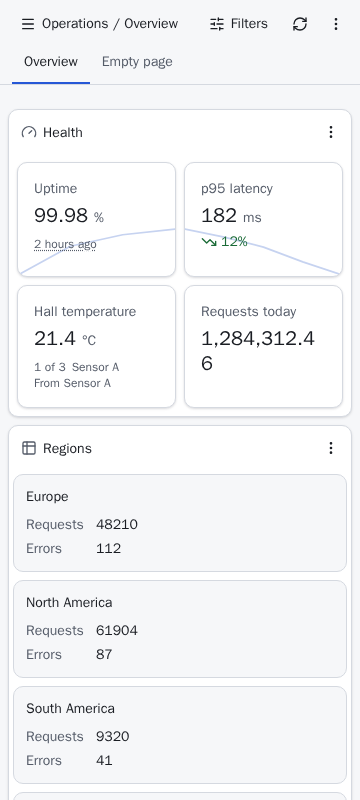 Operations / Overview
Filters
Overview
Empty page
Health
Uptime
99.98 %
2 hours ago
p95 latency
182 ms
12%
Hall temperature
21.4 °C
1 of 3 Sensor A
From Sensor A
Requests today
1,284,312.4
6
Regions
Europe
Requests 48210
Errors 112
North America
Requests 61904
Errors 87
South America
Requests 9320
Errors 41